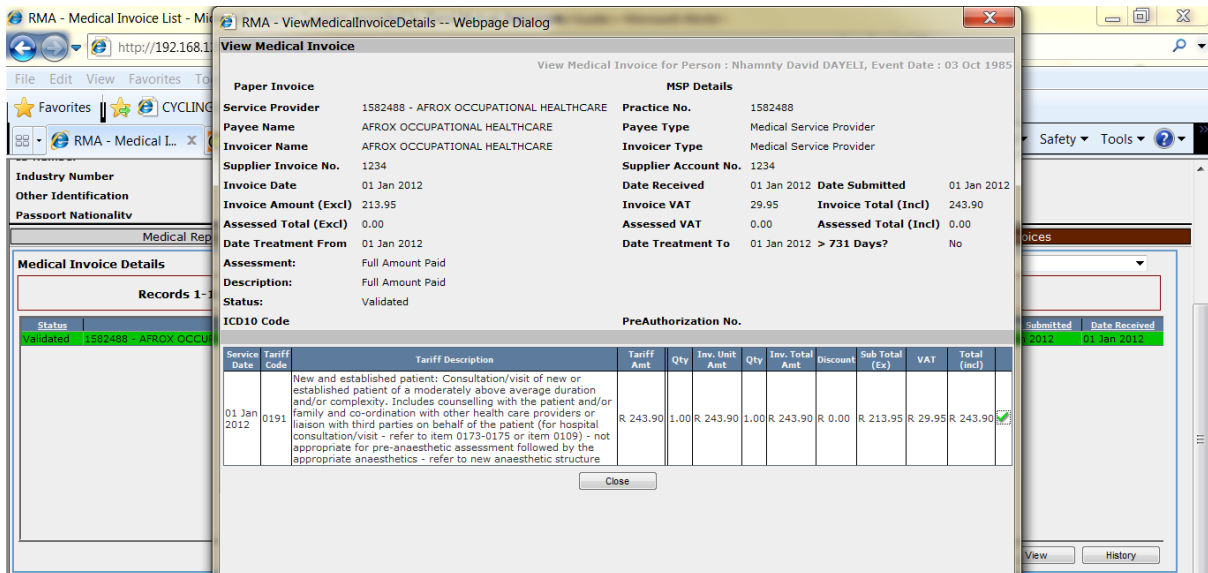 RMA - Medical Invoice List - Mi
RMA - ViewMedicalInvoiceDetails -- Webpage Dialog
http://192.168.1
File Edit View Favorites To
Favorites CYCLING
RMA - Medical I...
Safety Tools
Industry Number
Other Identification
Passport Nationality
Medical Rep
oices
Medical Invoice Details
Records 1-1
Status
Submitted Date Received
Validated 1582488 - AFROX OCCUP
n 2012 01 Jan 2012
View History
View Medical Invoice
View Medical Invoice for Person : Nhamnty David DAYELI, Event Date : 03 Oct 1985
Paper Invoice MSP Details
Service Provider 1582488 - AFROX OCCUPATIONAL HEALTHCARE Practice No. 1582488
Payee Name AFROX OCCUPATIONAL HEALTHCARE Payee Type Medical Service Provider
Invoicer Name AFROX OCCUPATIONAL HEALTHCARE Invoicer Type Medical Service Provider
Supplier Invoice No. 1234 Supplier Account No. 1234
Invoice Date 01 Jan 2012 Date Received 01 Jan 2012 Date Submitted 01 Jan 2012
Invoice Amount (Excl) 213.95 Invoice VAT 29.95 Invoice Total (Incl) 243.90
Assessed Total (Excl) 0.00 Assessed VAT 0.00 Assessed Total (Incl) 0.00
Date Treatment From 01 Jan 2012 Date Treatment To 01 Jan 2012 > 731 Days? No
Assessment: Full Amount Paid
Description: Full Amount Paid
Status: Validated
ICD10 Code PreAuthorization No.
Service Date Tariff Code Tariff Description Tariff Amt Qty Inv. Unit Amt Qty Inv. Total Amt Discount Sub Total (Ex) VAT Total (incl)
New and established patient: Consultation/visit of new or
established patient of a moderately above average duration
and/or complexity. Includes counselling with the patient and/or
01 Jan 2012 0191 family and co-ordination with other health care providers or
liaison with third parties on behalf of the patient (for hospital R 243.90 1.00 R 243.90 1.00 R 243.90 R 0.00 R 213.95 R 29.95 R 243.90
consultation/visit - refer to item 0173-0175 or item 0109) - not
appropriate for pre-anaesthetic assessment followed by the
appropriate anaesthetics - refer to new anaesthetic structure
Close